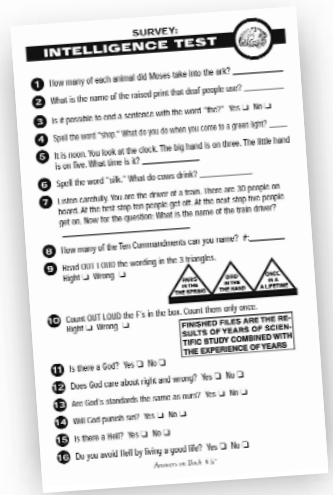 SURVEY:
INTELLIGENCE TEST
1 How many of each animal did Moses take into the ark?
2 What is the name of the raised print that deaf people use?
3 Is it possible to end a sentence with the word "the?" Yes ❏ No ❏
4 Spell the word "shop." What do you do when you come to a green light?
5 It is noon. You look at the clock. The big hand is on three. The little hand
is on five. What time is it?
6 Spell the word "silk." What do cows drink?
7 Listen carefully. You are the driver of a train. There are 30 people on
board. At the first stop ten people get off. At the next stop two people
get on. Now for the question: What is the name of the train driver?
8 How many of the Ten Commandments can you name? #:
9 Read OUT LOUD the wording in the 3 triangles.
Right ❏ Wrong ❏
PARIS
IN THE
THE SPRING
BIRD
IN THE
THE HAND
ONCE
IN A
A LIFETIME
10 Count OUT LOUD the F's in the box. Count them only once.
Right ❏ Wrong ❏
FINISHED FILES ARE THE RE-
SULTS OF YEARS OF SCIEN-
TIFIC STUDY COMBINED WITH
THE EXPERIENCE OF YEARS
11 Is there a God? Yes ❏ No ❏
12 Does God care about right and wrong? Yes ❏ No ❏
13 Are God's standards the same as ours? Yes ❏ No ❏
14 Will God punish sin? Yes ❏ No ❏
15 Is there a Hell? Yes ❏ No ❏
16 Do you avoid Hell by living a good life? Yes ❏ No ❏
Answers on Back